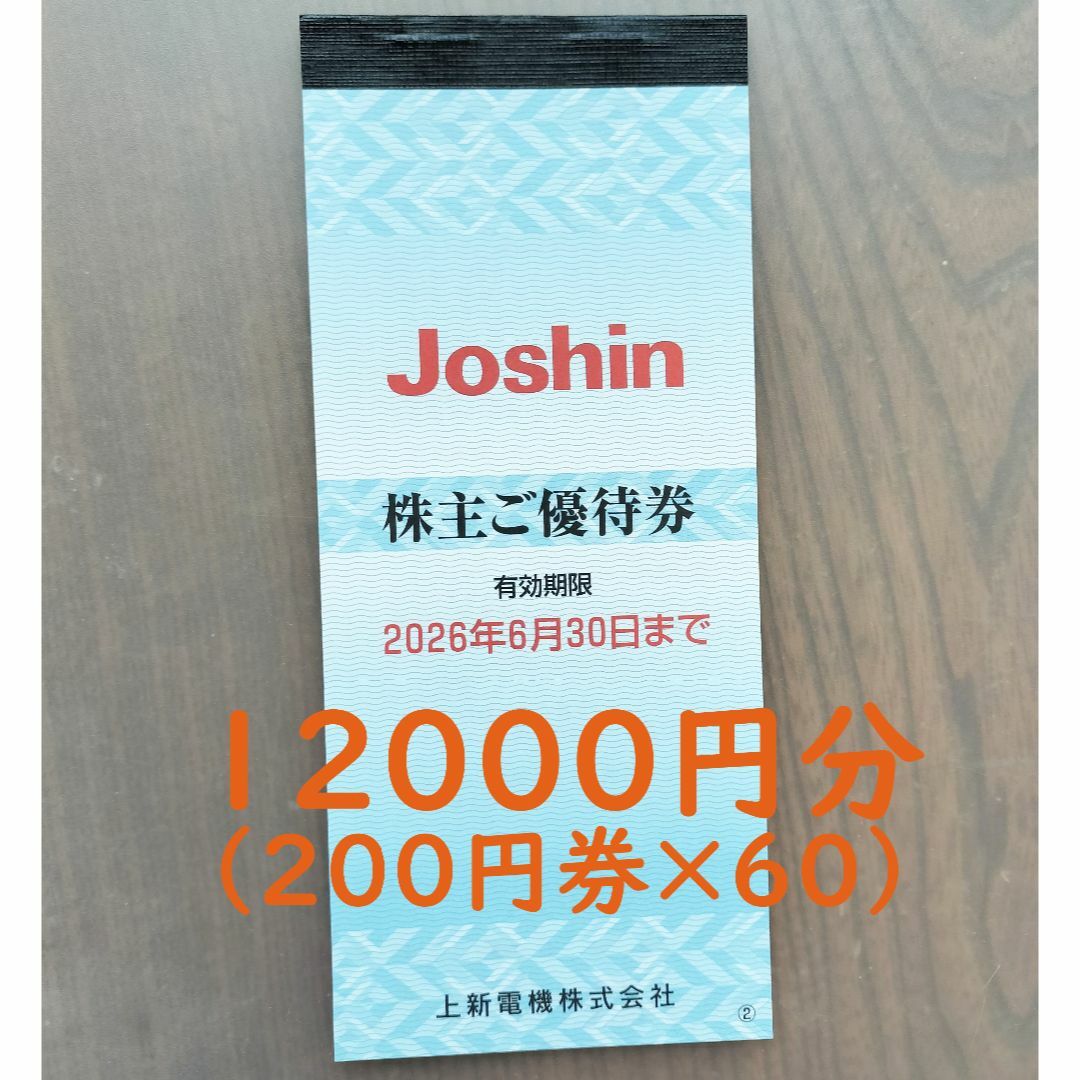 Joshin
株主ご優待券
有効期限
2026年6月30日まで
12000円分
(200円券×60)
上新電機株式会社
②